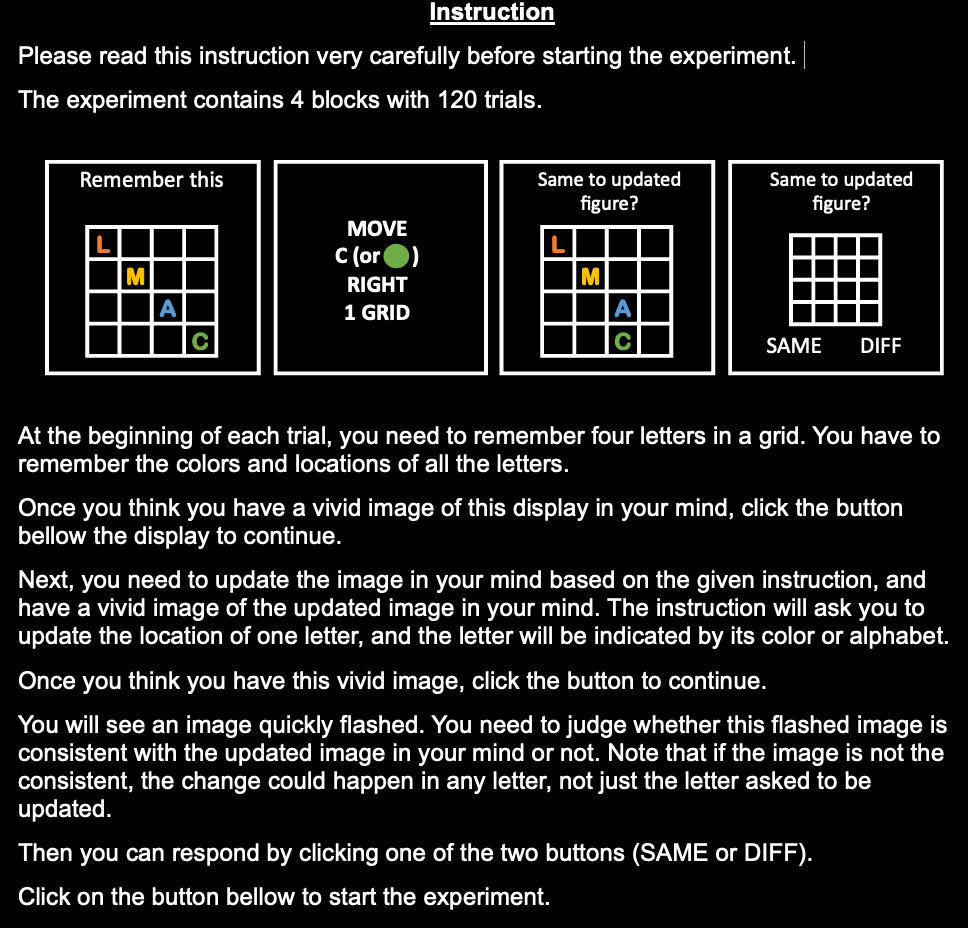 Instruction
Please read this instruction very carefully before starting the experiment.
The experiment contains 4 blocks with 120 trials.
Remember this
L
M
A
C
MOVE
C (or )
RIGHT
1 GRID
Same to updated
figure?
L
M
A
C
Same to updated
figure?
SAME DIFF
At the beginning of each trial, you need to remember four letters in a grid. You have to
remember the colors and locations of all the letters.
Once you think you have a vivid image of this display in your mind, click the button
bellow the display to continue.
Next, you need to update the image in your mind based on the given instruction, and
have a vivid image of the updated image in your mind. The instruction will ask you to
update the location of one letter, and the letter will be indicated by its color or alphabet.
Once you think you have this vivid image, click the button to continue.
You will see an image quickly flashed. You need to judge whether this flashed image is
consistent with the updated image in your mind or not. Note that if the image is not the
consistent, the change could happen in any letter, not just the letter asked to be
updated.
Then you can respond by clicking one of the two buttons (SAME or DIFF).
Click on the button bellow to start the experiment.